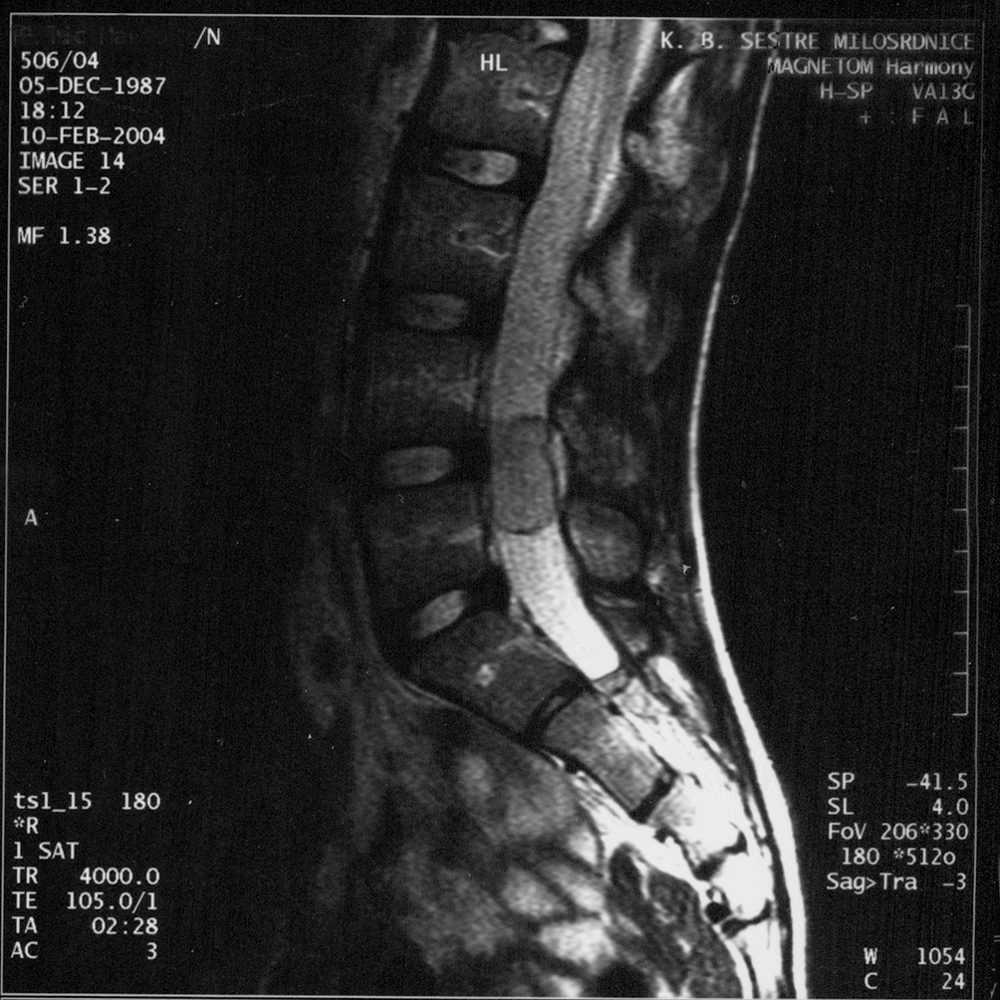 /N
506/04
05-DEC-1987
18:12
10-FEB-2004
IMAGE 14
SER 1-2
MF 1.38
HL
K. B. SESTRE MILOSRDNICE
MAGNETOM Harmony
H-SP VA13G
+ : F A L
A
tsl_15 180
*R
1 SAT
TR 4000.0
TE 105.0/1
TA 02:28
AC 3
SP -41.5
SL 4.0
FoV 206*330
180 *512o
Sag>Tra -3
W 1054
C 24